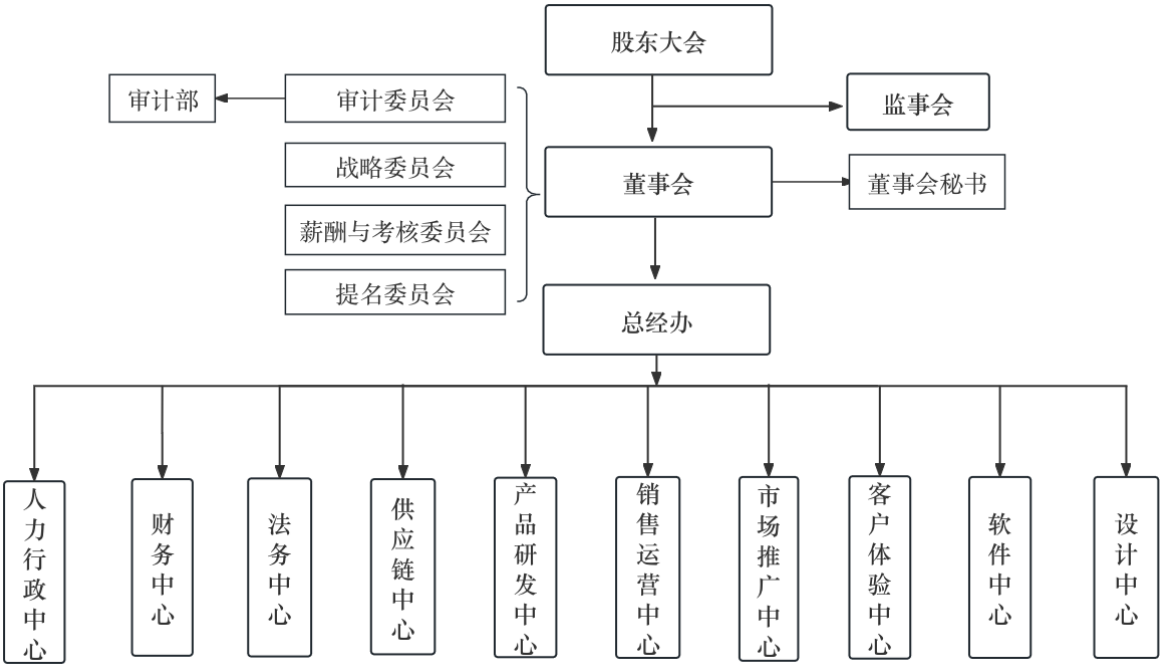 股东大会
审计部
审计委员会
监事会
战略委员会
董事会
董事会秘书
薪酬与考核委员会
提名委员会
总经办
人力行政中心
财务中心
法务中心
供应链中心
产品研发中心
销售运营中心
市场推广中心
客户体验中心
软件中心
设计中心